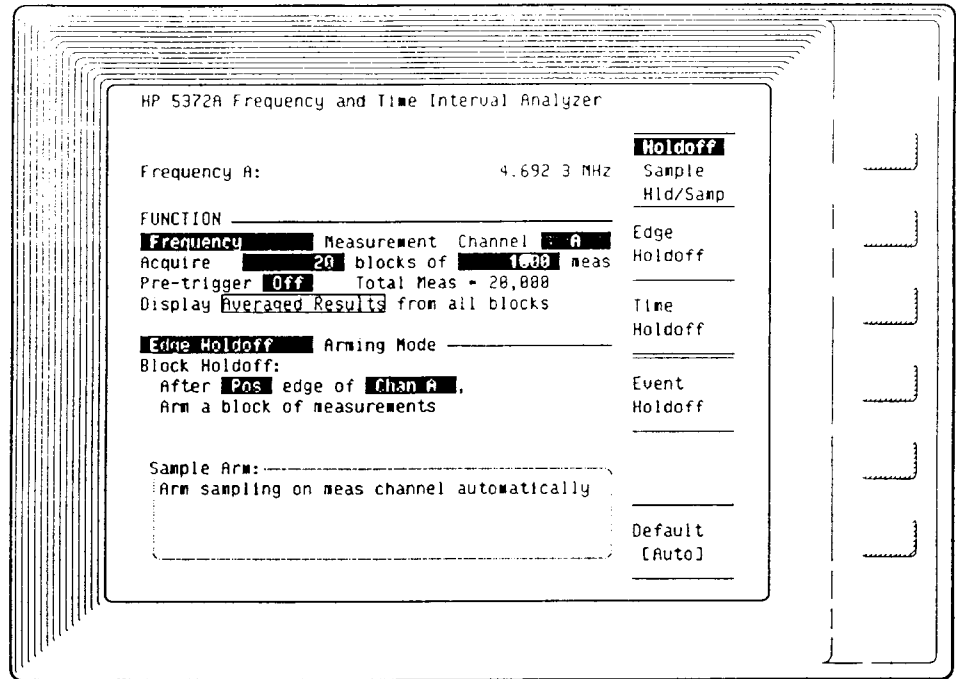 HP 5372A Frequency and Time Interval Analyzer
Frequency A: 4.692 3 MHz
FUNCTION
Frequency Measurement Channel A
Acquire 20 blocks of meas
Pre-trigger Off Total Meas = 20,000
Display Averaged Results from all blocks
Edge Holdoff Arming Mode
Block Holdoff:
After Pos edge of Chan A,
Arm a block of measurements
Sample Arm:
Arm sampling on meas channel automatically
Holdoff
Sample
Hld/Samp
Edge
Holdoff
Time
Holdoff
Event
Holdoff
Default
[Auto]